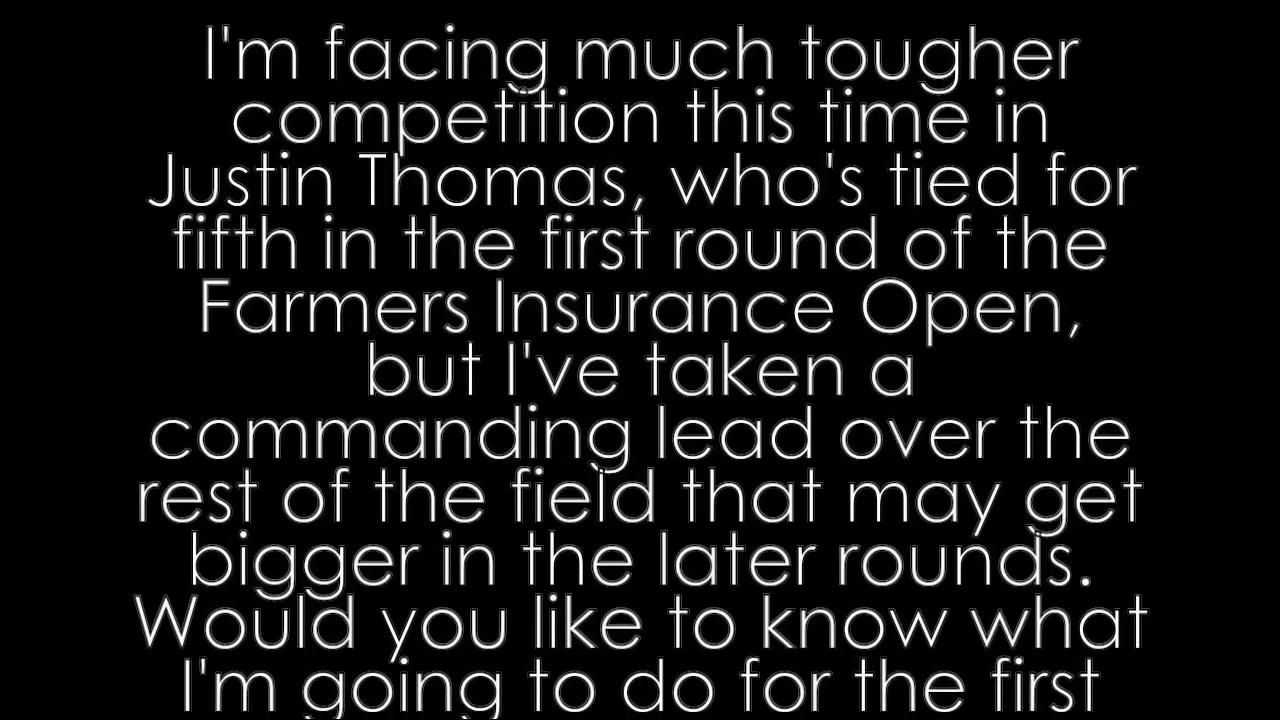 I'm facing much tougher
competition this time in
Justin Thomas, who's tied for
fifth in the first round of the
Farmers Insurance Open,
but I've taken a
commanding lead over the
rest of the field that may get
bigger in the later rounds.
Would you like to know what
I'm going to do for the first